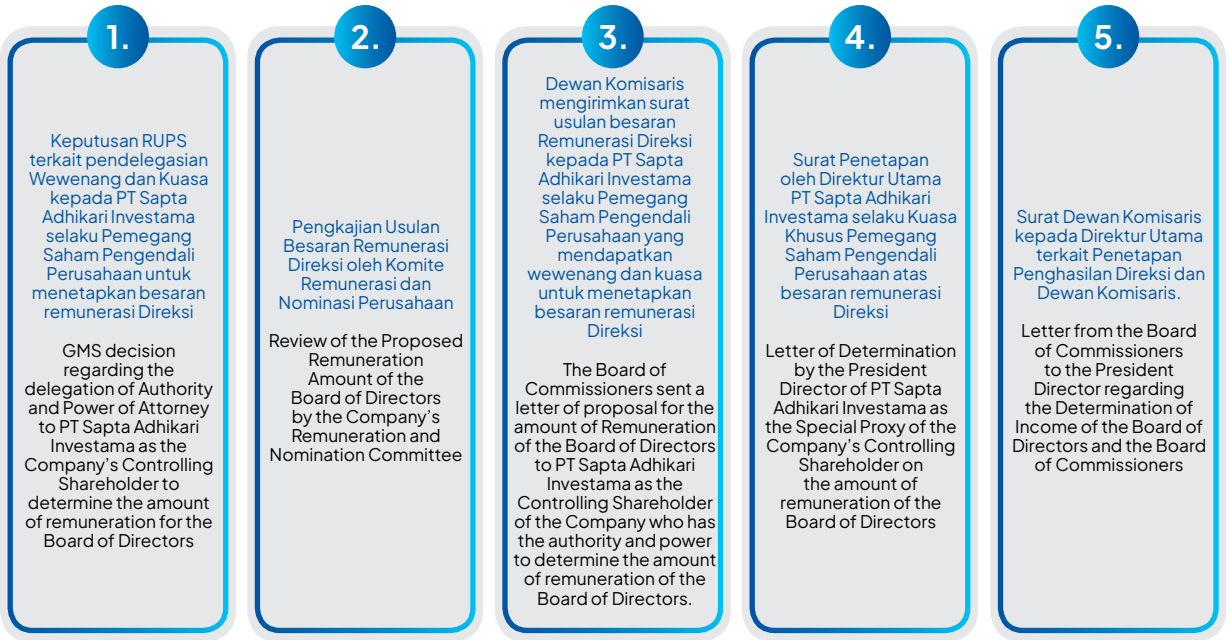 1.
Keputusan RUPS
terkait pendelegasian
Wewenang dan Kuasa
kepada PT Sapta
Adhikari Investama
selaku Pemegang
Saham Pengendali
Perusahaan untuk
menetapkan besaran
remunerasi Direksi
GMS decision
regarding the
delegation of Authority
and Power of Attorney
to PT Sapta Adhikari
Investama as the
Company's Controlling
Shareholder to
determine the amount
of remuneration for the
Board of Directors
2.
Pengkajian Usulan
Besaran Remunerasi
Direksi oleh Komite
Remunerasi dan
Nominasi Perusahaan
Review of the Proposed
Remuneration
Amount of the
Board of Directors
by the Company's
Remuneration and
Nomination Committee
3.
Dewan Komisaris
mengirimkan surat
usulan besaran
Remunerasi Direksi
kepada PT Sapta
Adhikari Investama
selaku Pemegang
Saham Pengendali
Perusahaan yang
mendapatkan
wewenang dan kuasa
untuk menetapkan
besaran remunerasi
Direksi
The Board of
Commissioners sent a
letter of proposal for the
amount of Remuneration
of the Board of Directors
to PT Sapta Adhikari
Investama as the
Controlling Shareholder
of the Company who has
the authority and power
to determine the amount
of remuneration of the
Board of Directors.
4.
Surat Penetapan
oleh Direktur Utama
PT Sapta Adhikari
Investama selaku Kuasa
Khusus Pemegang
Saham Pengendali
Perusahaan atas
besaran remunerasi
Direksi
Letter of Determination
by the President
Director of PT Sapta
Adhikari Investama as
the Special Proxy of the
Company's Controlling
Shareholder on
the amount of
remuneration of the
Board of Directors
5.
Surat Dewan Komisaris
kepada Direktur Utama
terkait Penetapan
Penghasilan Direksi dan
Dewan Komisaris.
Letter from the Board
of Commissioners
to the President
Director regarding
the Determination of
Income of the Board of
Directors and the Board
of Commissioners